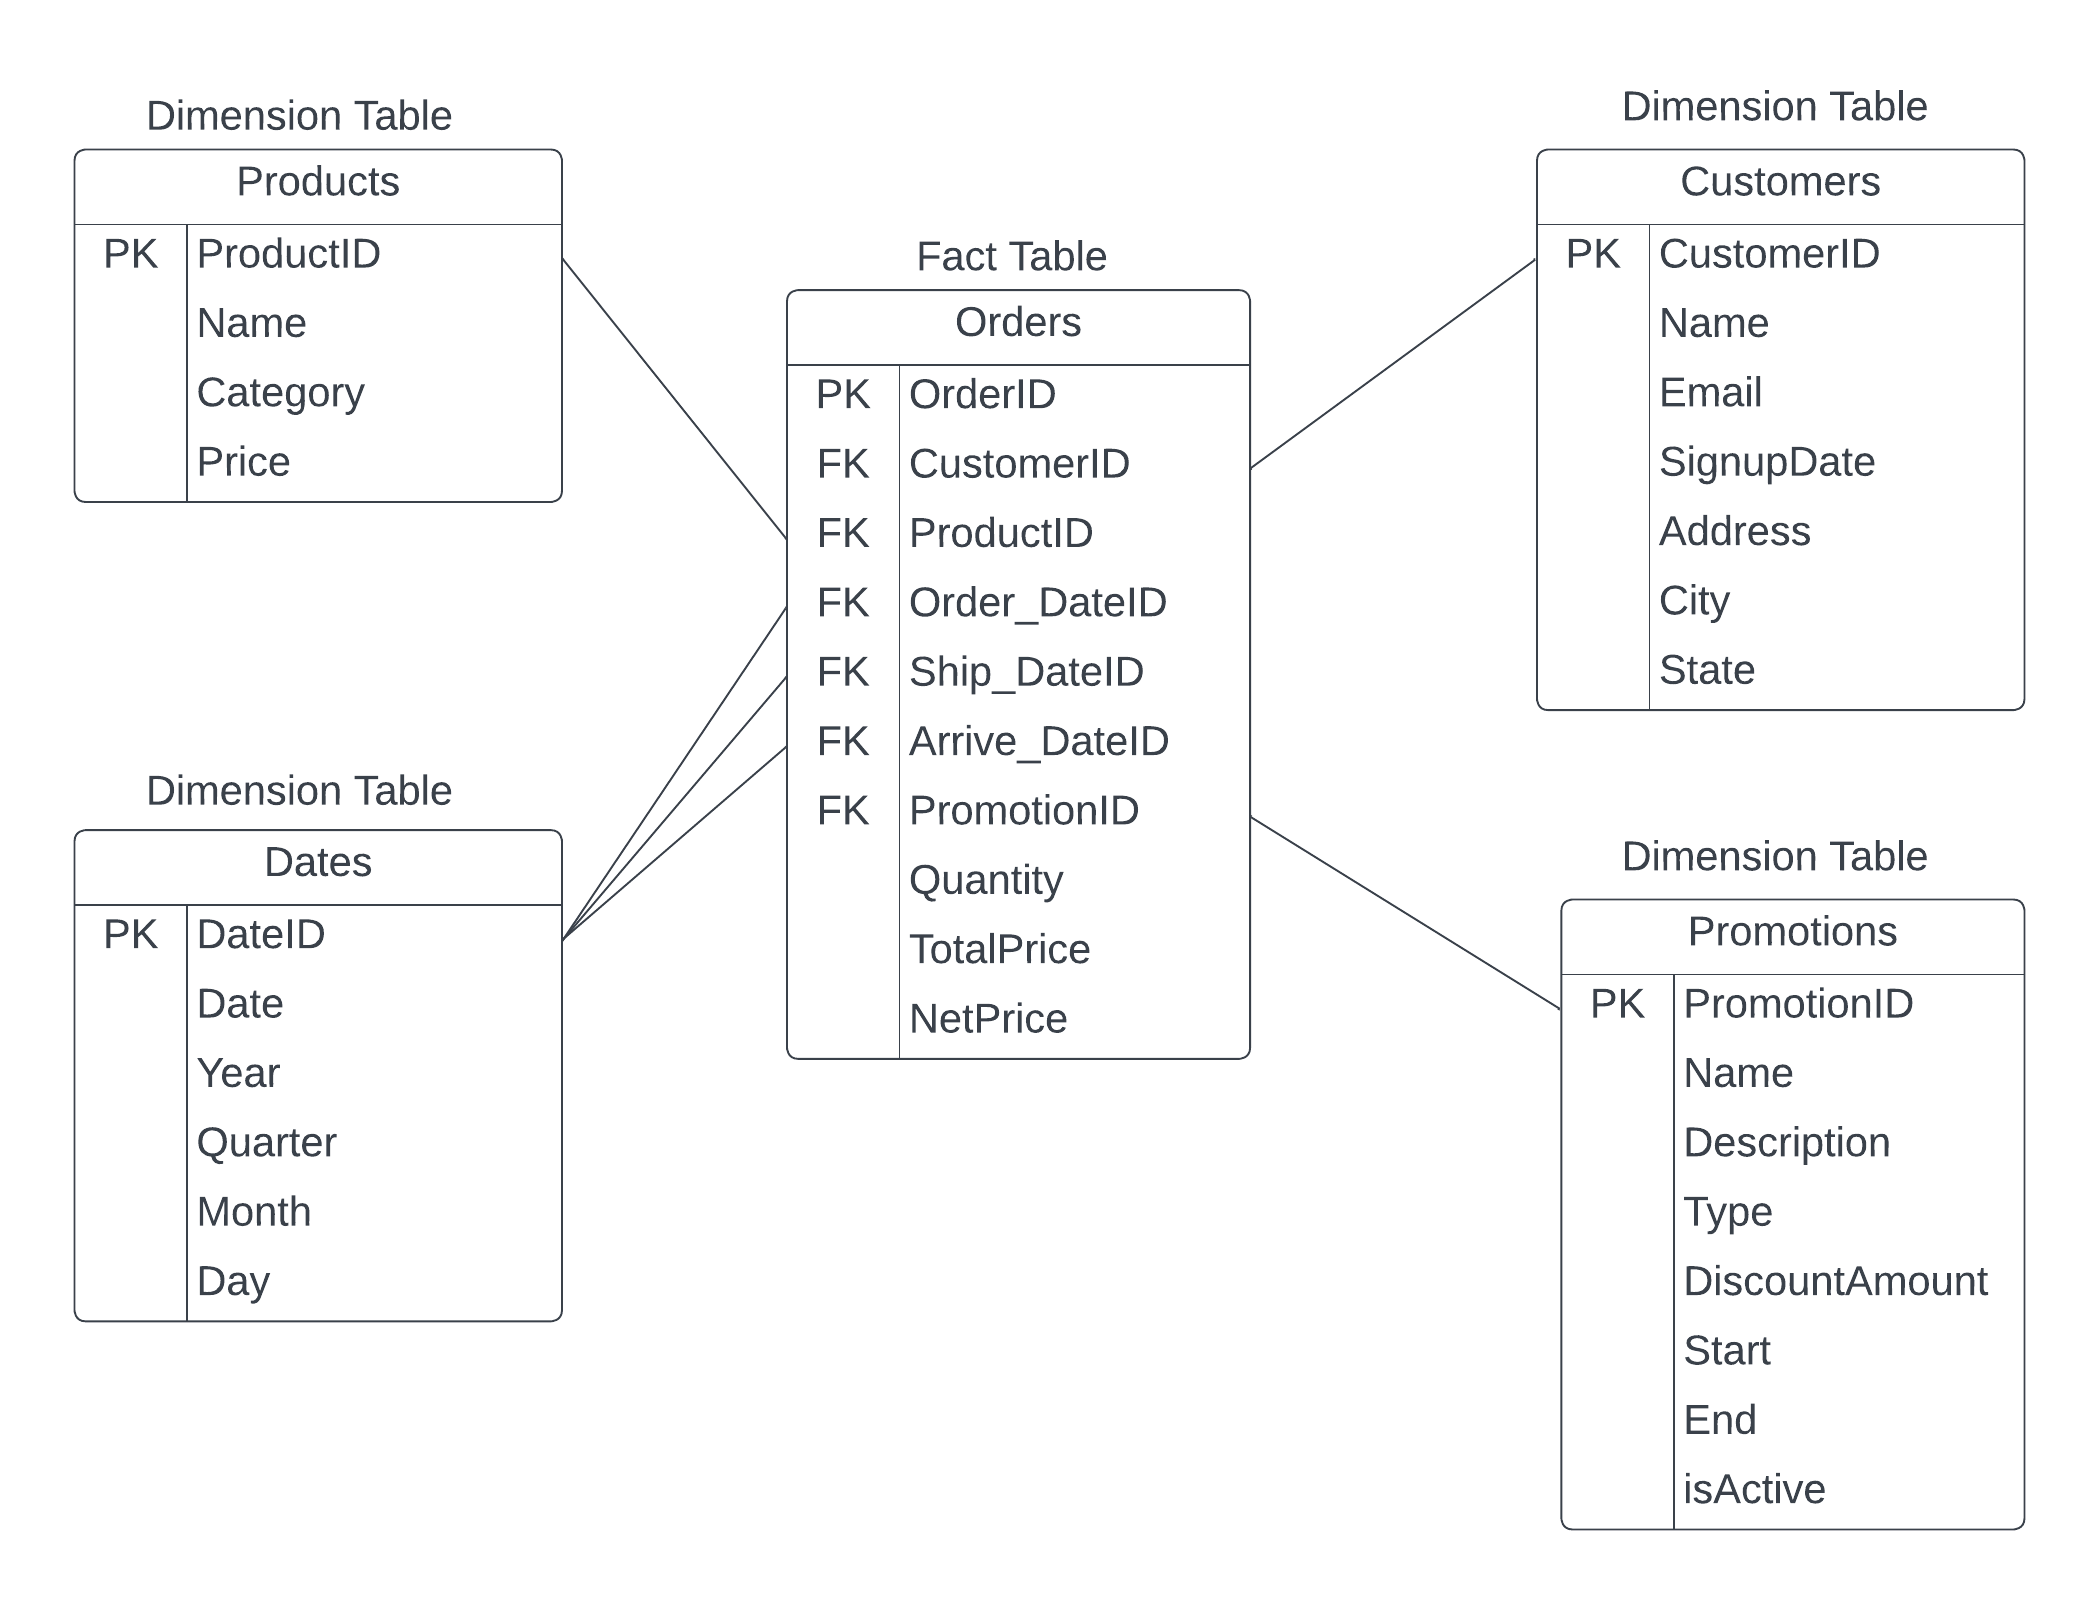 Dimension Table
Products
PK ProductID
Name
Category
Price
Dimension Table
Dates
PK DateID
Date
Year
Quarter
Month
Day
Fact Table
Orders
PK OrderID
FK CustomerID
FK ProductID
FK Order_DateID
FK Ship_DateID
FK Arrive_DateID
FK PromotionID
Quantity
TotalPrice
NetPrice
Dimension Table
Customers
PK CustomerID
Name
Email
SignupDate
Address
City
State
Dimension Table
Promotions
PK PromotionID
Name
Description
Type
DiscountAmount
Start
End
isActive